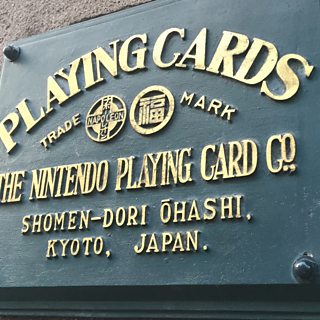 PLAYING CARDS
TRADE NAPOLEON 福 MARK
THE NINTENDO PLAYING CARD CO.,
SHOMEN-DORI ŌHASHI,
KYOTO, JAPAN.